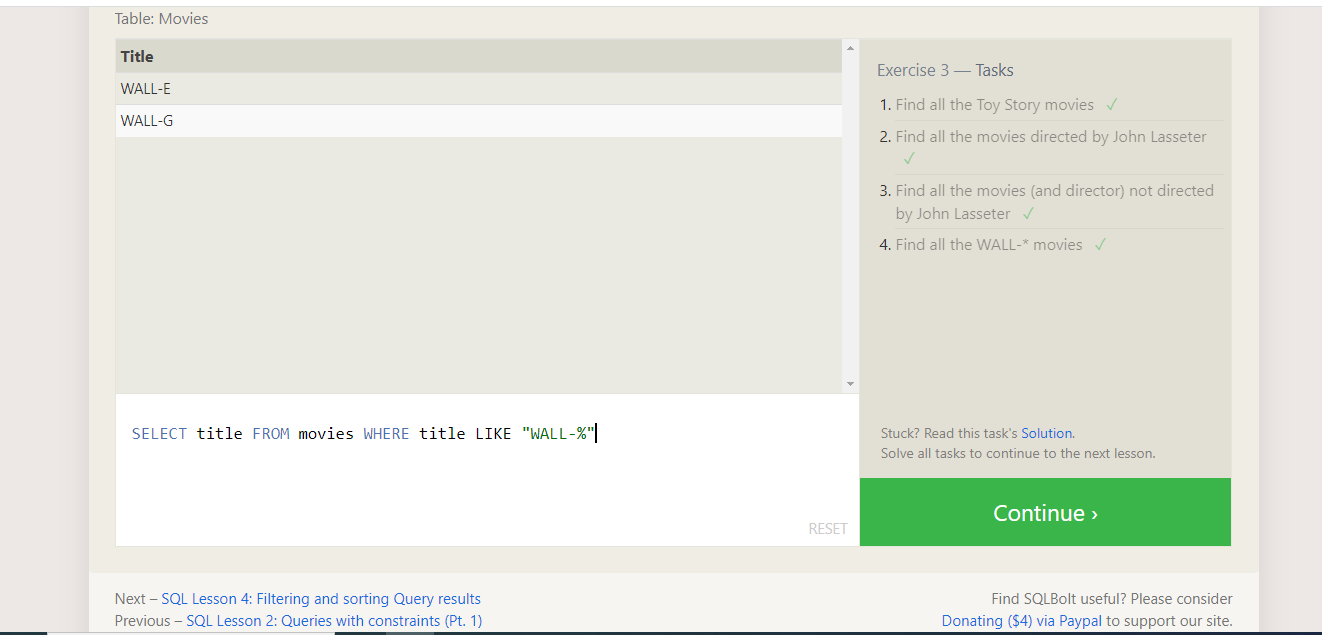 Table: Movies
Title
WALL-E
WALL-G
SELECT title FROM movies WHERE title LIKE "WALL-%"
RESET
Exercise 3 — Tasks
1. Find all the Toy Story movies ✓
2. Find all the movies directed by John Lasseter
✓
3. Find all the movies (and director) not directed
by John Lasseter ✓
4. Find all the WALL-* movies ✓
Stuck? Read this task's Solution.
Solve all tasks to continue to the next lesson.
Continue ›
Next – SQL Lesson 4: Filtering and sorting Query results
Previous – SQL Lesson 2: Queries with constraints (Pt. 1)
Find SQLBolt useful? Please consider
Donating ($4) via Paypal to support our site.